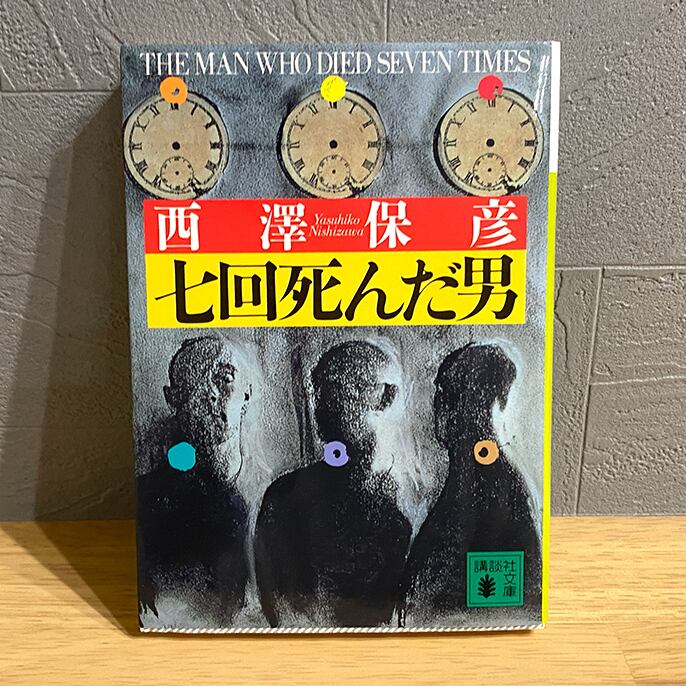 THE MAN WHO DIED SEVEN TIMES
西澤保彦
Yasuhiko
Nishizawa
七回死んだ男
講談社
文庫